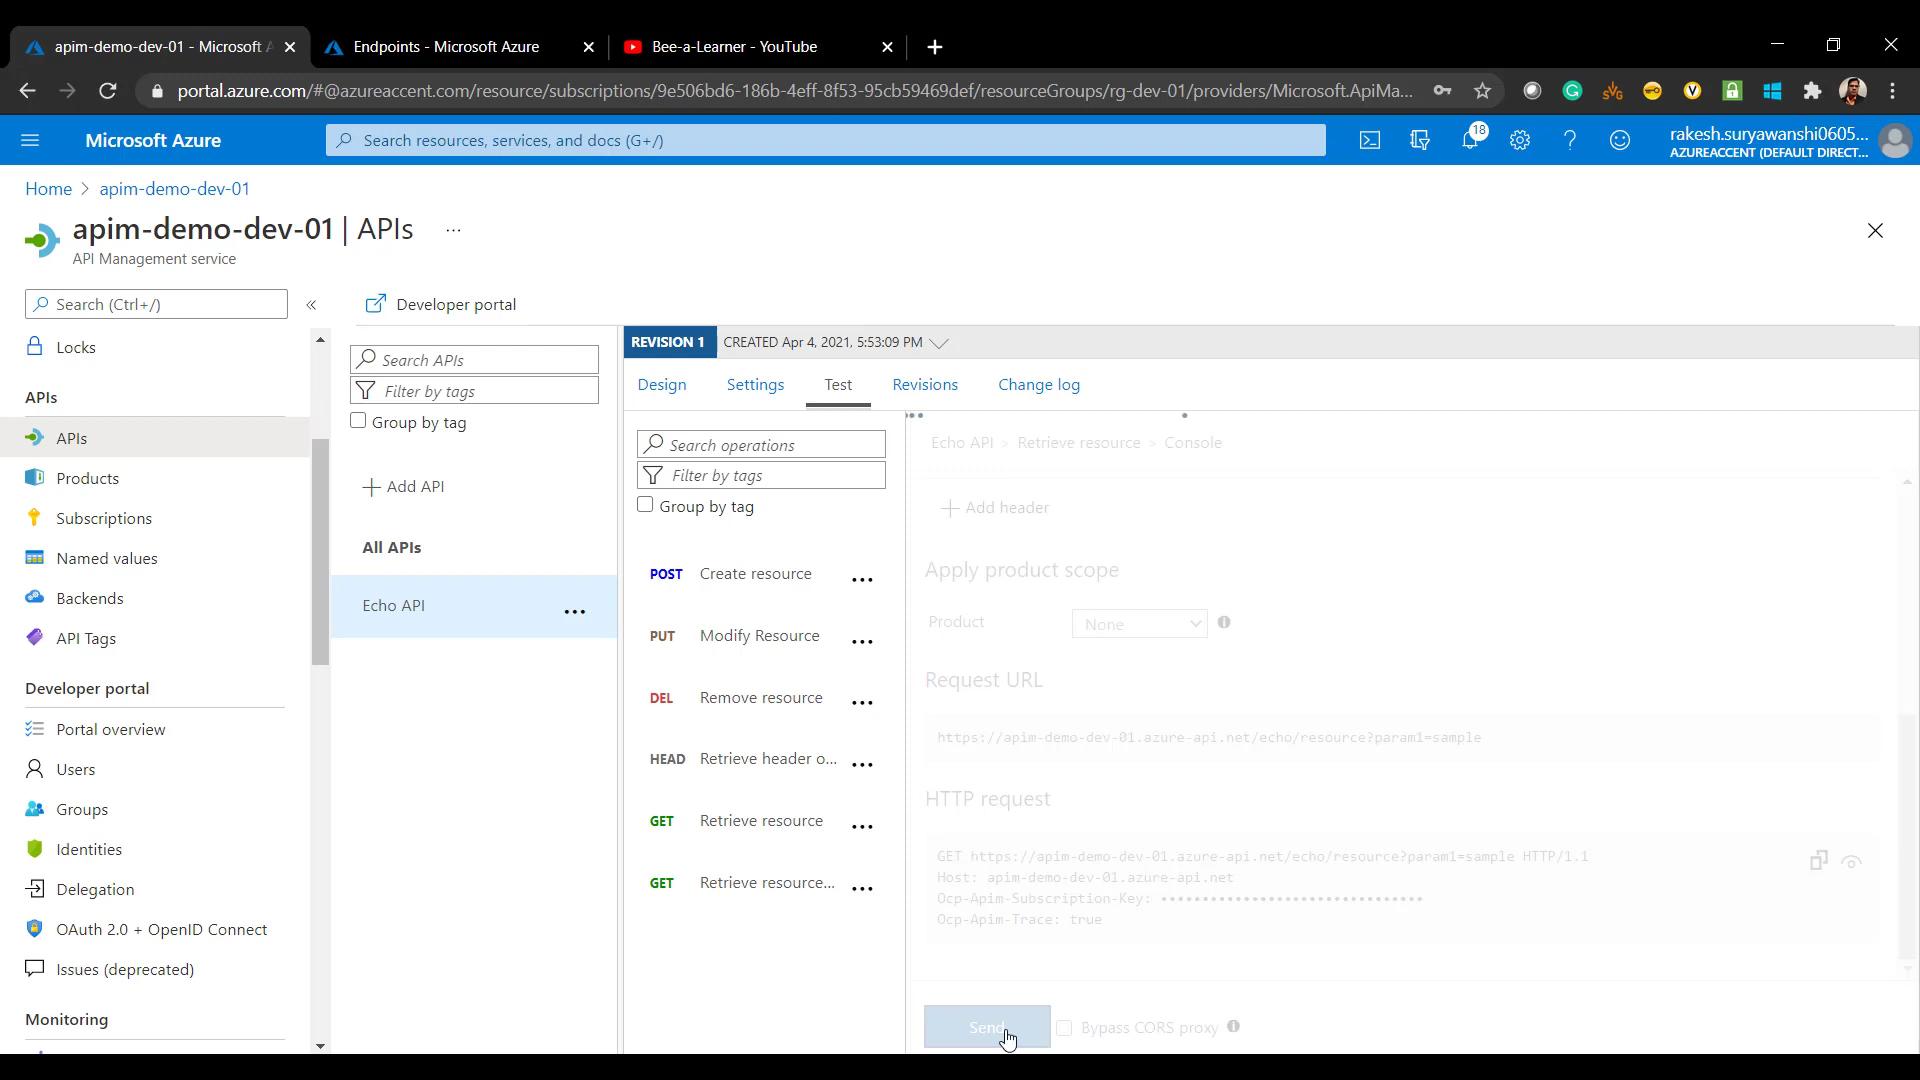 apim-demo-dev-01 - Microsoft A
Endpoints - Microsoft Azure
Bee-a-Learner - YouTube
portal.azure.com/#@azureaccent.com/resource/subscriptions/9e506bd6-186b-4eff-8f53-95cb59469def/resourceGroups/rg-dev-01/providers/Microsoft.ApiMa...
Microsoft Azure
Search resources, services, and docs (G+/)
18
rakesh.suryawanshi0605...
AZUREACCENT (DEFAULT DIRECT...
Home > apim-demo-dev-01
apim-demo-dev-01 | APIs ...
API Management service
Search (Ctrl+/)
«
Locks
APIs
APIs
Products
Subscriptions
Named values
Backends
API Tags
Developer portal
Portal overview
Users
Groups
Identities
Delegation
OAuth 2.0 + OpenID Connect
Issues (deprecated)
Monitoring
Developer portal
Search APIs
Filter by tags
Group by tag
+ Add API
All APIs
Echo API ...
REVISION 1 CREATED Apr 4, 2021, 5:53:09 PM
Design Settings Test Revisions Change log
Search operations
Filter by tags
Group by tag
POST Create resource ...
PUT Modify Resource ...
DEL Remove resource ...
HEAD Retrieve header o... ...
GET Retrieve resource ...
GET Retrieve resource... ...
Echo API > Retrieve resource > Console
+ Add header
Apply product scope
Product None
Request URL
https://apim-demo-dev-01.azure-api.net/echo/resource?param1=sample
HTTP request
GET https://apim-demo-dev-01.azure-api.net/echo/resource?param1=sample HTTP/1.1
Host: apim-demo-dev-01.azure-api.net
Ocp-Apim-Subscription-Key: ••••••••••••••••••••••••••••••••
Ocp-Apim-Trace: true
Send Bypass CORS proxy